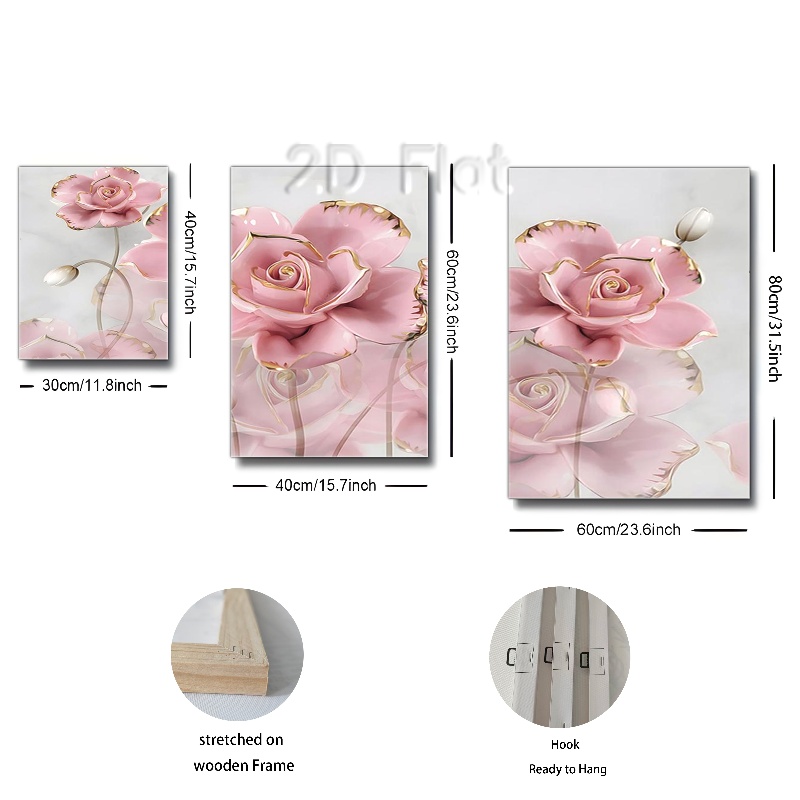 2D Flat
40cm/15.7inch
30cm/11.8inch
60cm/23.6inch
40cm/15.7inch
80cm/31.5inch
60cm/23.6inch
stretched on
wooden Frame
Hook
Ready to Hang